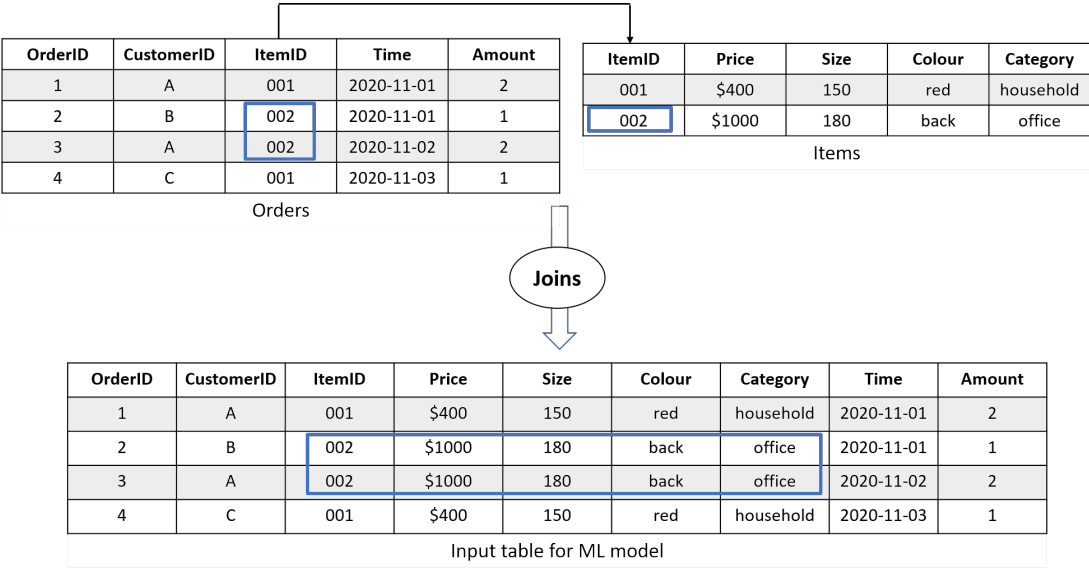 OrderID CustomerID ItemID Time Amount
1 A 001 2020-11-01 2
2 B 002 2020-11-01 1
3 A 002 2020-11-02 2
4 C 001 2020-11-03 1
Orders
ItemID Price Size Colour Category
001 $400 150 red household
002 $1000 180 back office
Items
Joins
OrderID CustomerID ItemID Price Size Colour Category Time Amount
1 A 001 $400 150 red household 2020-11-01 2
2 B 002 $1000 180 back office 2020-11-01 1
3 A 002 $1000 180 back office 2020-11-02 2
4 C 001 $400 150 red household 2020-11-03 1
Input table for ML model